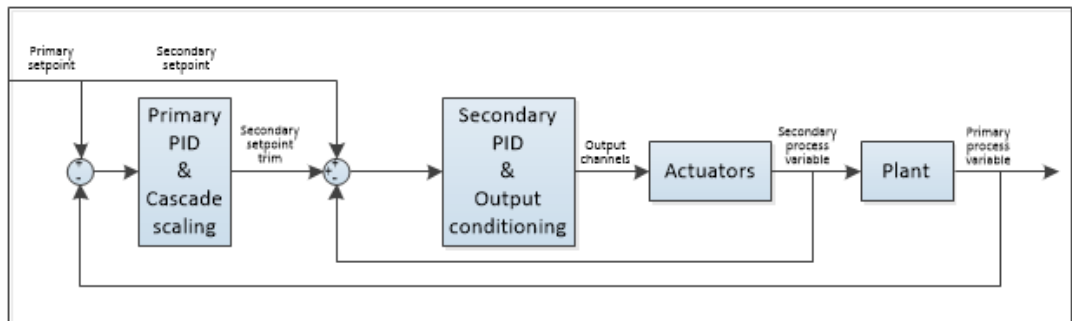 Primary
setpoint
Secondary
setpoint
Primary
PID
&
Cascade
scaling
Secondary
setpoint
trim
Secondary
PID
&
Output
conditioning
Output
channels
Actuators
Secondary
process
variable
Plant
Primary
process
variable
-
+
+
-